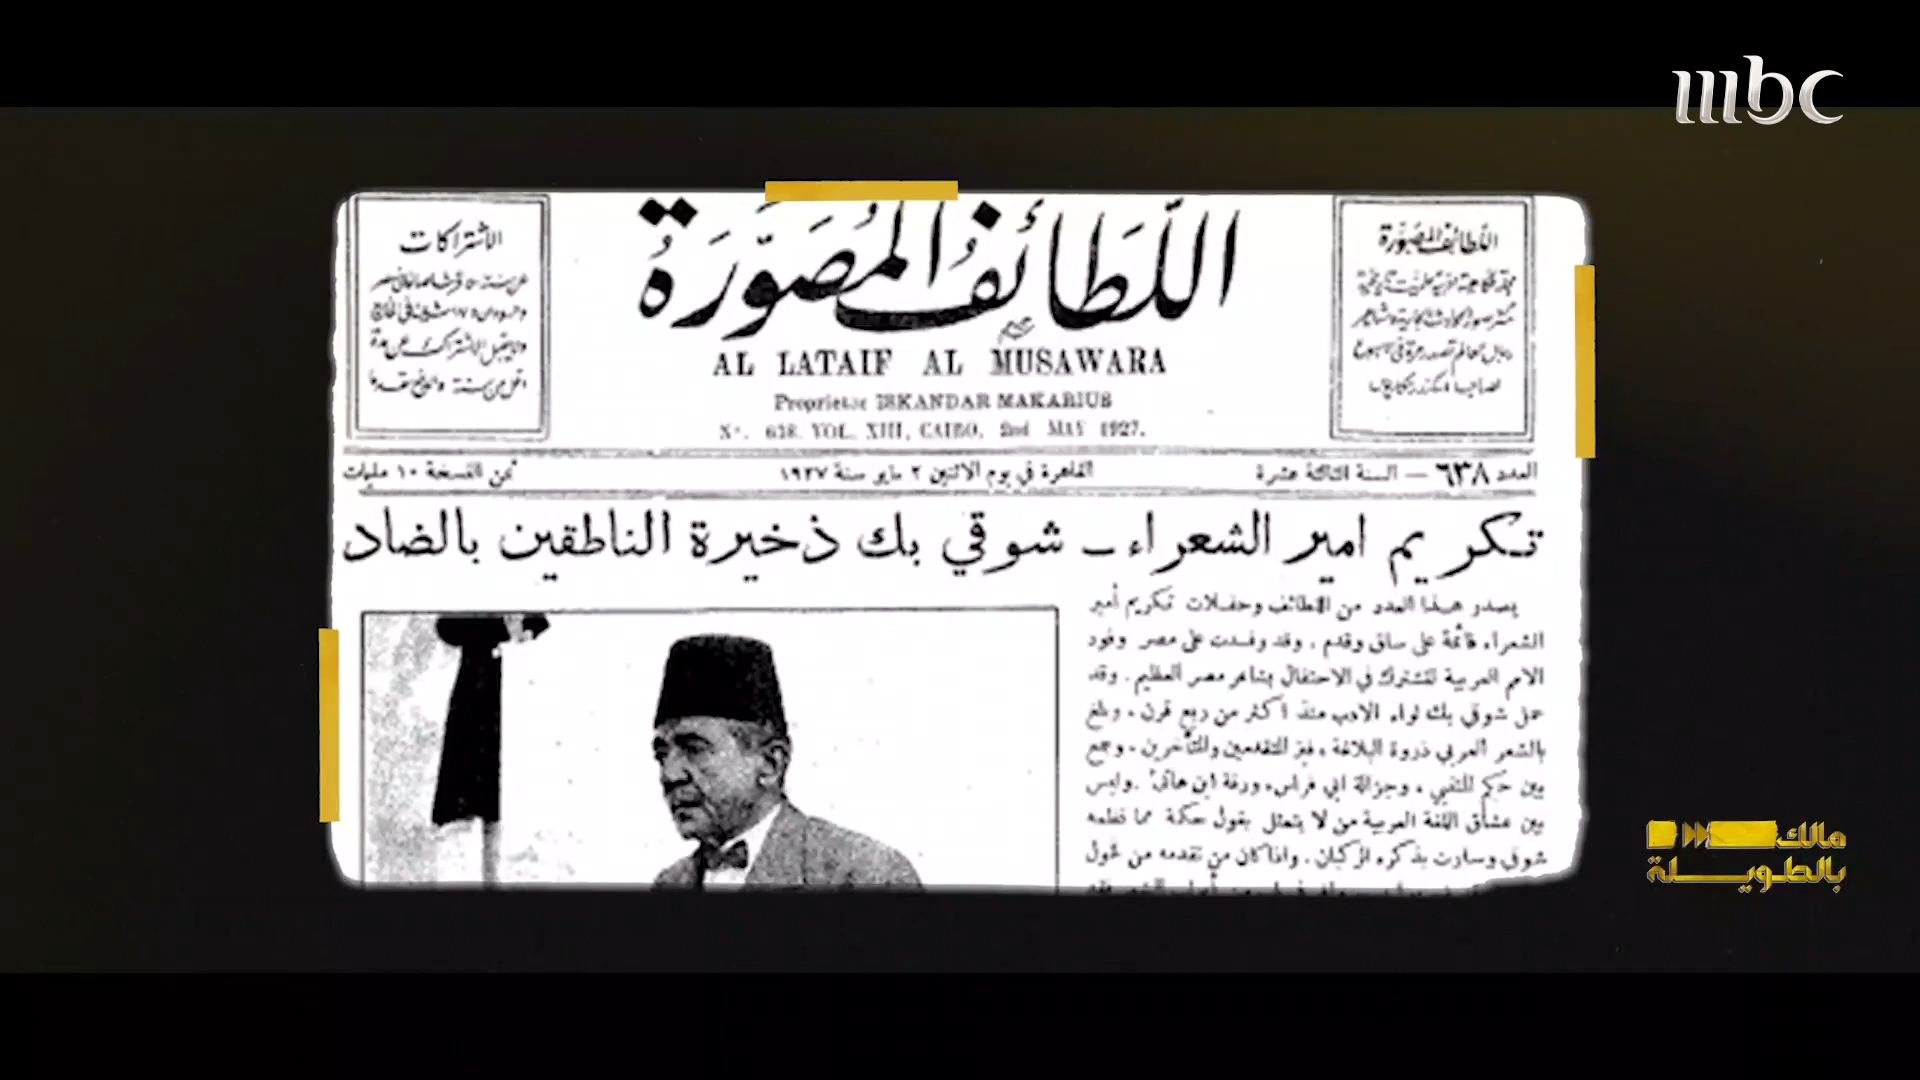 mbc
اللطائف المصورة
الاشتراكات
اللَّطَائِفُ المُصَوَّرَةُ
AL LATAIF AL MUSAWARA
Proprietor ISKANDAR MAKARIUS
No. 638. VOL. XIII, CAIRO, 2nd MAY 1927.
العدد ٦٣٨ — السنة الثالثة عشرة
القاهرة في يوم الاثنين ٢ مايو سنة ١٩٢٧
ثمن النسخة ١٠ مليات
تكريم امير الشعراء - شوقي بك ذخيرة الناطقين بالضاد
يصدر هذا العدد من اللطائف وحفلات تكريم أمير
الشعراء قائمة على ساق وقدم. وقد وفدت على مصر وفود
الامم العربية لتشترك في الاحتفال بشاعر مصر العظيم. وقد
حمل شوقي بك لواء الادب منذ اكثر من ربع قرن، وبلغ
بالشعر العربي ذروة البلاغة، فبز المتقدمين والمتأخرين، وجمع
بين حكم المتنبي، وجزالة ابي فراس، ورقة ابن هانئ. وليس
بين عشاق اللغة العربية من لا يتمثل بقول حكمة مما نظمه
شوقي وسارت بذكره الركبان. واذا كان من تقدمه من فحول
مالك
بالطويلة